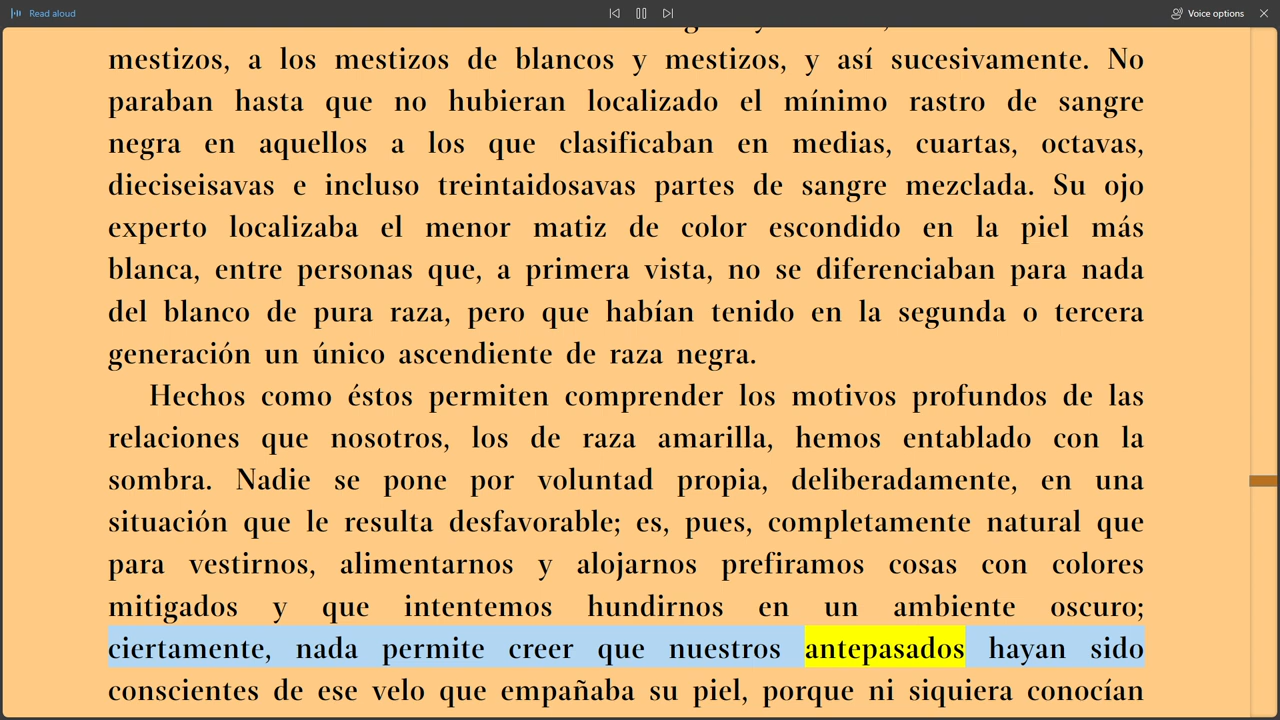 Read aloud
Voice options
mestizos, a los mestizos de blancos y mestizos, y así sucesivamente. No
paraban hasta que no hubieran localizado el mínimo rastro de sangre
negra en aquellos a los que clasificaban en medias, cuartas, octavas,
dieciseisavas e incluso treintaidosavas partes de sangre mezclada. Su ojo
experto localizaba el menor matiz de color escondido en la piel más
blanca, entre personas que, a primera vista, no se diferenciaban para nada
del blanco de pura raza, pero que habían tenido en la segunda o tercera
generación un único ascendiente de raza negra.
Hechos como éstos permiten comprender los motivos profundos de las
relaciones que nosotros, los de raza amarilla, hemos entablado con la
sombra. Nadie se pone por voluntad propia, deliberadamente, en una
situación que le resulta desfavorable; es, pues, completamente natural que
para vestirnos, alimentarnos y alojarnos prefiramos cosas con colores
mitigados y que intentemos hundirnos en un ambiente oscuro;
ciertamente, nada permite creer que nuestros antepasados hayan sido
conscientes de ese velo que empañaba su piel, porque ni siquiera conocían